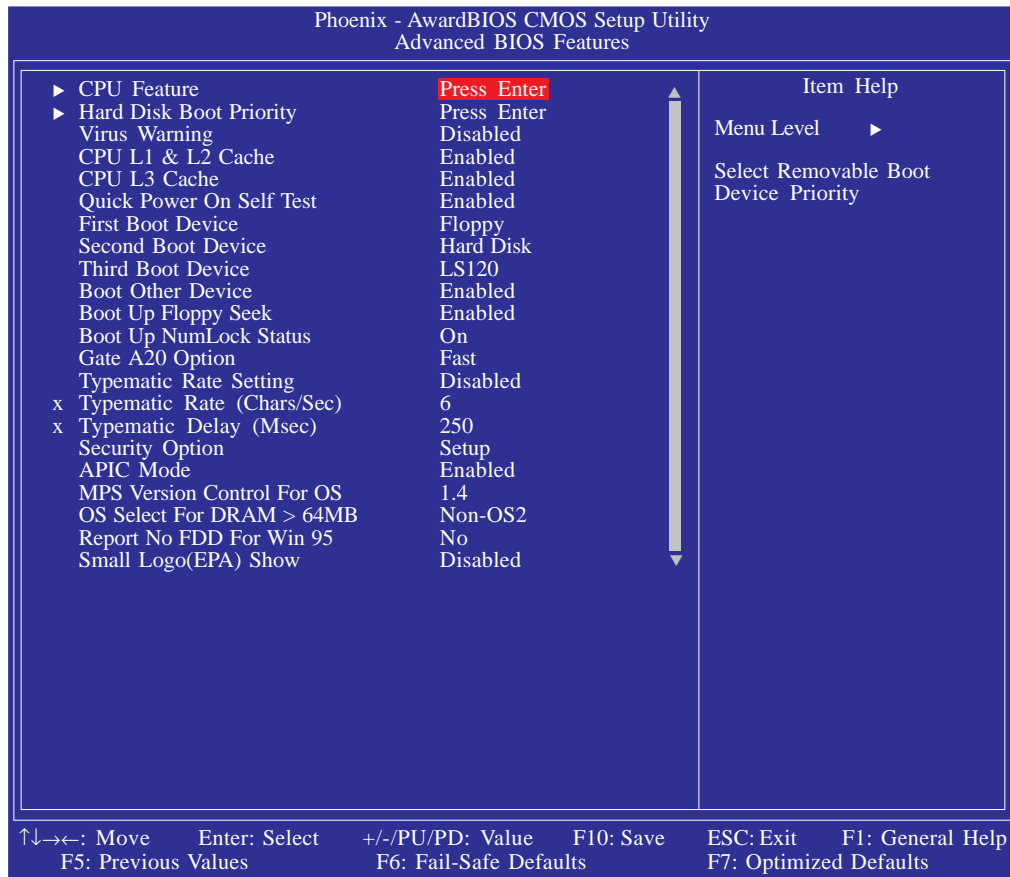 Phoenix - AwardBIOS CMOS Setup Utility
Advanced BIOS Features
▶ CPU Feature Press Enter
▶ Hard Disk Boot Priority Press Enter
Virus Warning Disabled
CPU L1 & L2 Cache Enabled
CPU L3 Cache Enabled
Quick Power On Self Test Enabled
First Boot Device Floppy
Second Boot Device Hard Disk
Third Boot Device LS120
Boot Other Device Enabled
Boot Up Floppy Seek Enabled
Boot Up NumLock Status On
Gate A20 Option Fast
Typematic Rate Setting Disabled
x Typematic Rate (Chars/Sec) 6
x Typematic Delay (Msec) 250
Security Option Setup
APIC Mode Enabled
MPS Version Control For OS 1.4
OS Select For DRAM > 64MB Non-OS2
Report No FDD For Win 95 No
Small Logo(EPA) Show Disabled
Item Help
Menu Level ▶
Select Removable Boot
Device Priority
↑↓→←: Move Enter: Select +/-/PU/PD: Value F10: Save ESC: Exit F1: General Help
F5: Previous Values F6: Fail-Safe Defaults F7: Optimized Defaults